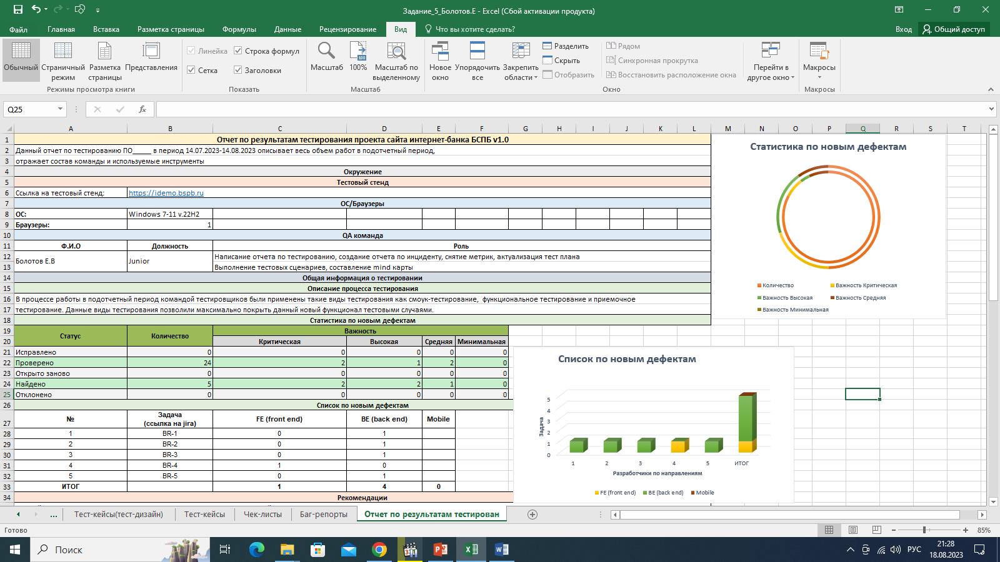 Задание_5_Болотов.Е - Excel (Сбой активации продукта)
Файл Главная Вставка Разметка страницы Формулы Данные Рецензирование Вид Что вы хотите сделать? Вход Общий доступ
Обычный Страничный режим Разметка страницы Представления
Линейка Строка формул
Сетка Заголовки
Масштаб 100% Масштаб по выделенному
Новое окно Упорядочить все Закрепить области
Разделить
Скрыть
Отобразить
Рядом
Синхронная прокрутка
Восстановить расположение окна
Перейти в другое окно Макросы
Режимы просмотра книги Показать Масштаб Окно Макросы
Q25 fx
A B C D E F G H I J K L M N O P Q R S T
1 Отчет по результатам тестирования проекта сайта интернет-банка БСПБ v1.0
2 Данный отчет по тестированию ПО_____ в период 14.07.2023-14.08.2023 описывает весь объем работ в подотчетный период,
3 отражает состав команды и используемые инструменты
4 Окружение
5 Тестовый стенд
6 Ссылка на тестовый стенд: https://idemo.bspb.ru
7 ОС/Браузеры
8 ОС: Windows 7-11 v.22H2
9 Браузеры: 1
10 QA команда
11 Ф.И.О Должность Роль
12 Болотов Е.В Junior Написание отчета по тестированию, создание отчета по инциденту, снятие метрик, актуализация тест плана
13 Выполнение тестовых сценариев, составление mind карты
14 Общая информация о тестировании
15 Описание процесса тестирования
16 В процессе работы в подотчетный период командой тестировщиков были применены такие виды тестирования как смоук-тестирование, функциональное тестирование и приемочное
17 тестирование. Данные виды тестирования позволили максимально покрыть данный новый функционал тестовыми случаями.
18 Статистика по новым дефектам
19 Статус Количество Важность
20 Критическая Высокая Средняя Минимальная
21 Исправлено 0 0 0 0 0
22 Проверено 24 2 1 2 0
23 Открыто заново 0 0 0 0 0
24 Найдено 5 2 2 1 0
25 Отклонено 0 0 0 0 0
26 Список по новым дефектам
27 № Задача (ссылка на jira) FE (front end) BE (back end) Mobile
28 1 BR-1 0 1
29 2 BR-2 0 1
30 3 BR-3 0 1
31 4 BR-4 1 0
32 5 BR-5 0 1
33 ИТОГ 1 4 0
34 Рекомендации
Статистика по новым дефектам
Количество Важность Критическая
Важность Высокая Важность Средняя
Важность Минимальная
Список по новым дефектам
Задача
5
4
3
2
1
0
1 2 3 4 5 ИТОГ
Разработчики по направлениям
FE (front end) BE (back end) Mobile
... Тест-кейсы(тест-дизайн) Тест-кейсы Чек-листы Баг-репорты Отчет по результатам тестирован
Готово 85%
Поиск
РУС 21:28
18.08.2023